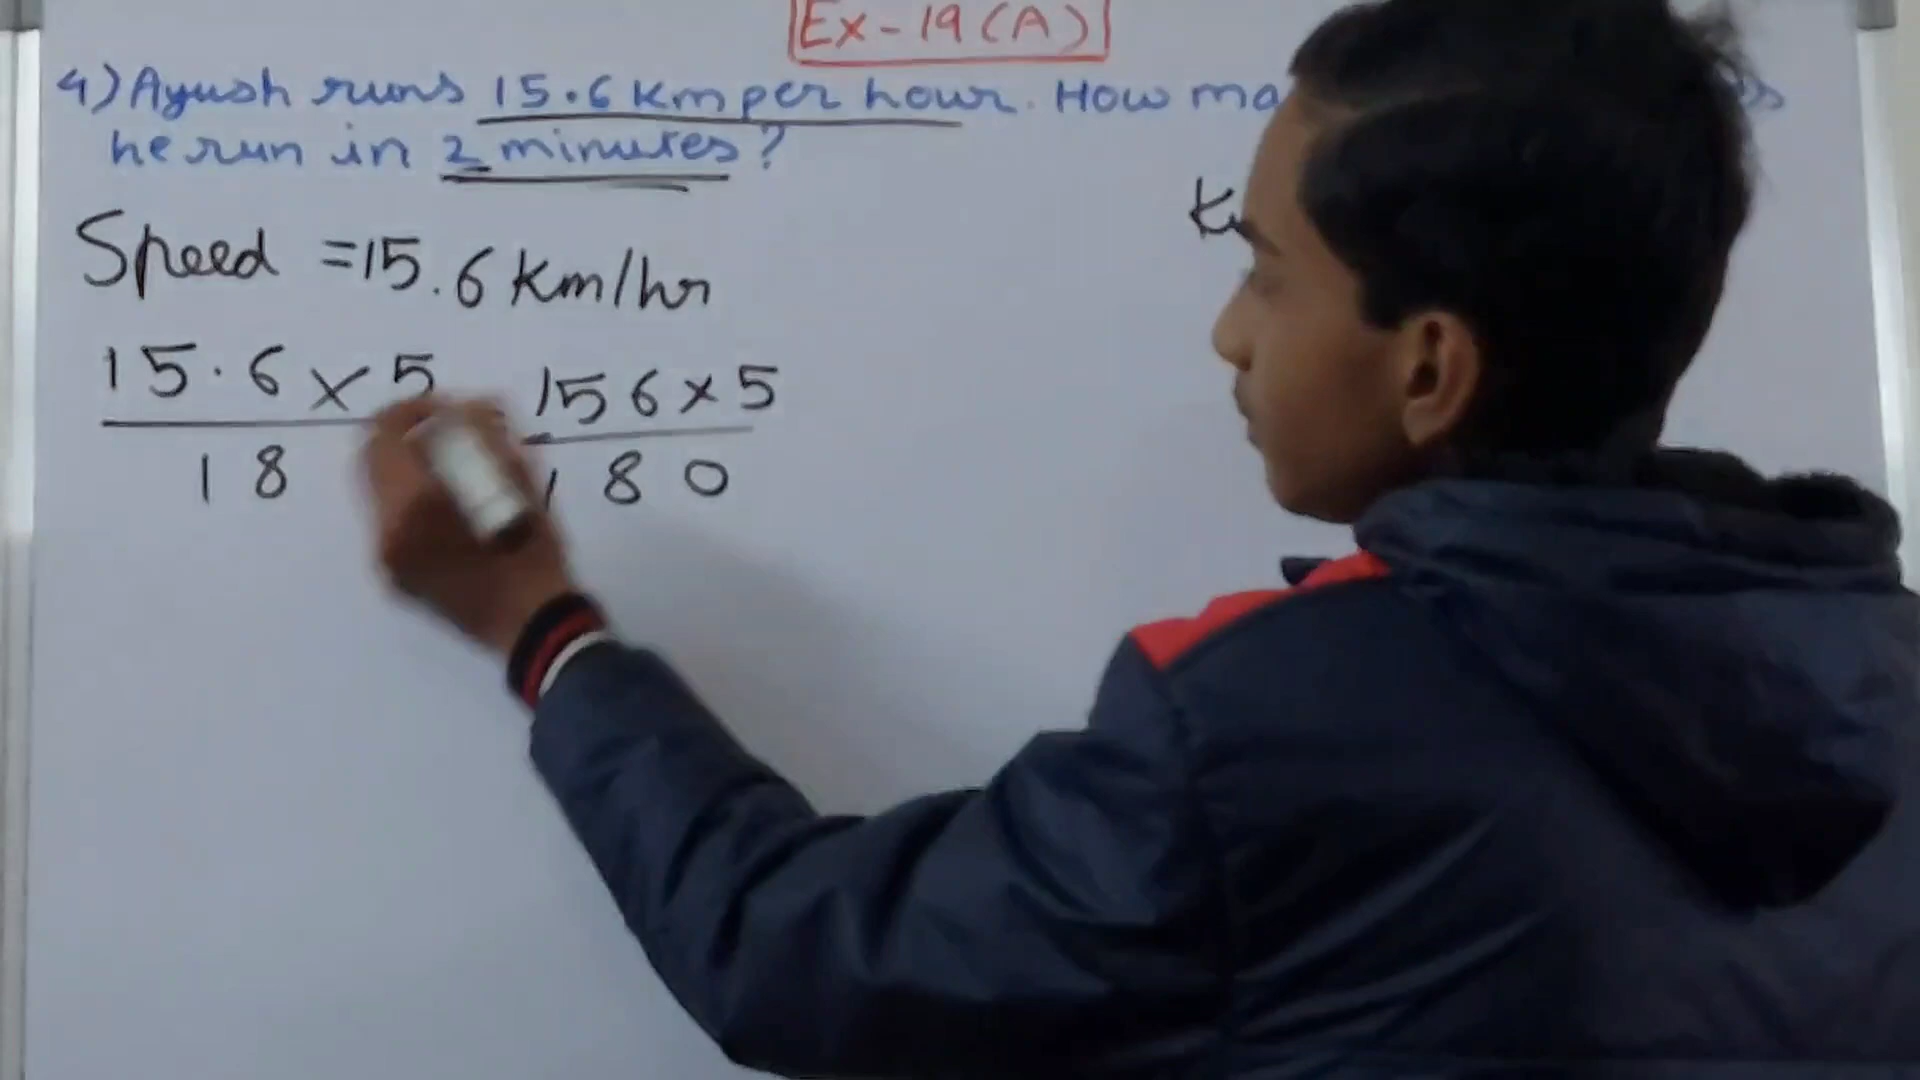 Ex-19(A)
4) Ayush runs 15.6 Km per hour. How
he run in 2 minutes?
Speed =15.6 Km/hr
15.6 x 5 156 x 5
18 180